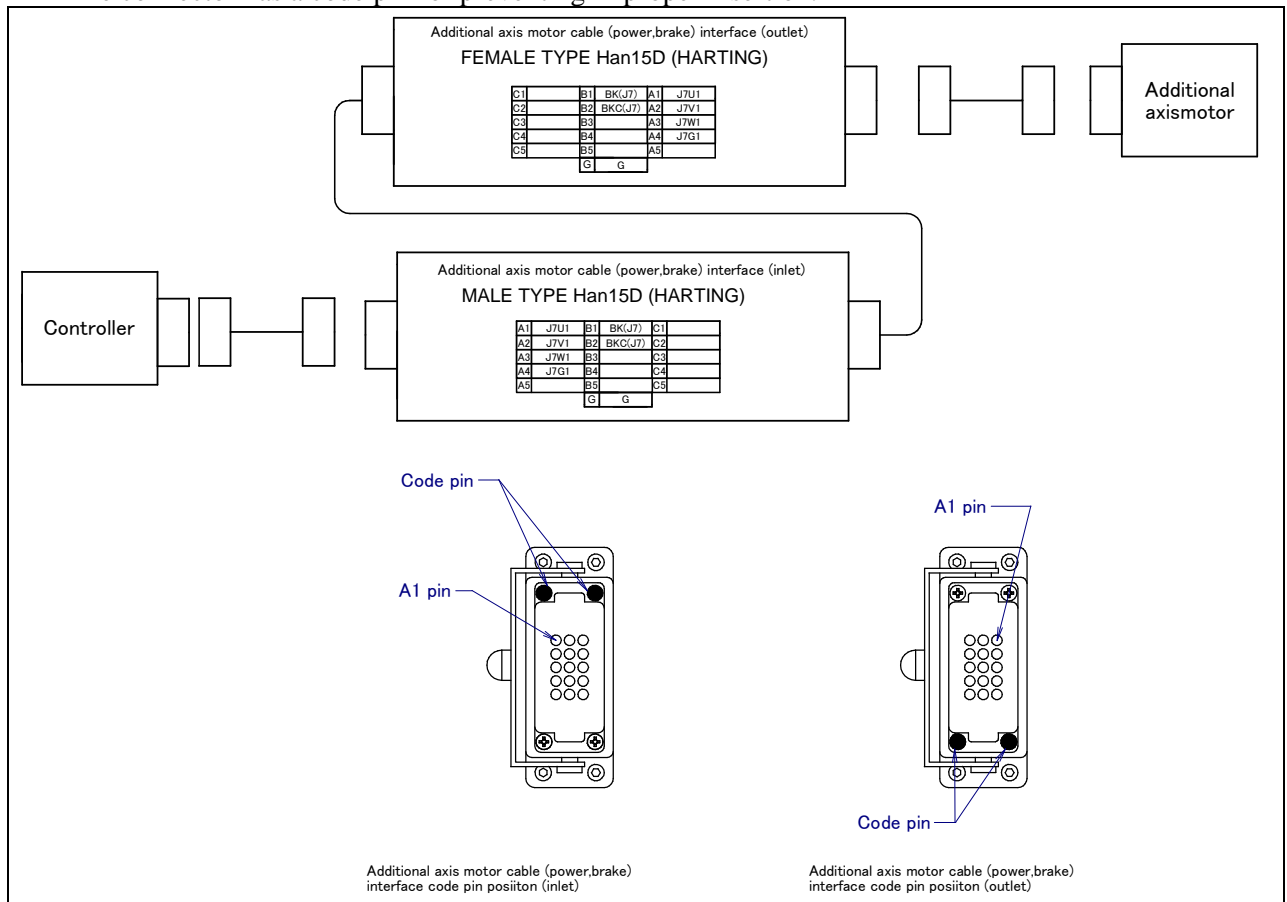 Additional axis motor cable (power,brake) interface (outlet)
FEMALE TYPE Han15D (HARTING)
C1 B1 BK(J7) A1 J7U1
C2 B2 BKC(J7) A2 J7V1
C3 B3 A3 J7W1
C4 B4 A4 J7G1
C5 B5 A5
G G
Additional
axismotor
Additional axis motor cable (power,brake) interface (inlet)
MALE TYPE Han15D (HARTING)
A1 J7U1 B1 BK(J7) C1
A2 J7V1 B2 BKC(J7) C2
A3 J7W1 B3 C3
A4 J7G1 B4 C4
A5 B5 C5
G G
Controller
Code pin
A1 pin
A1 pin
Code pin
Additional axis motor cable (power,brake)
interface code pin posiiton (inlet)
Additional axis motor cable (power,brake)
interface code pin posiiton (outlet)